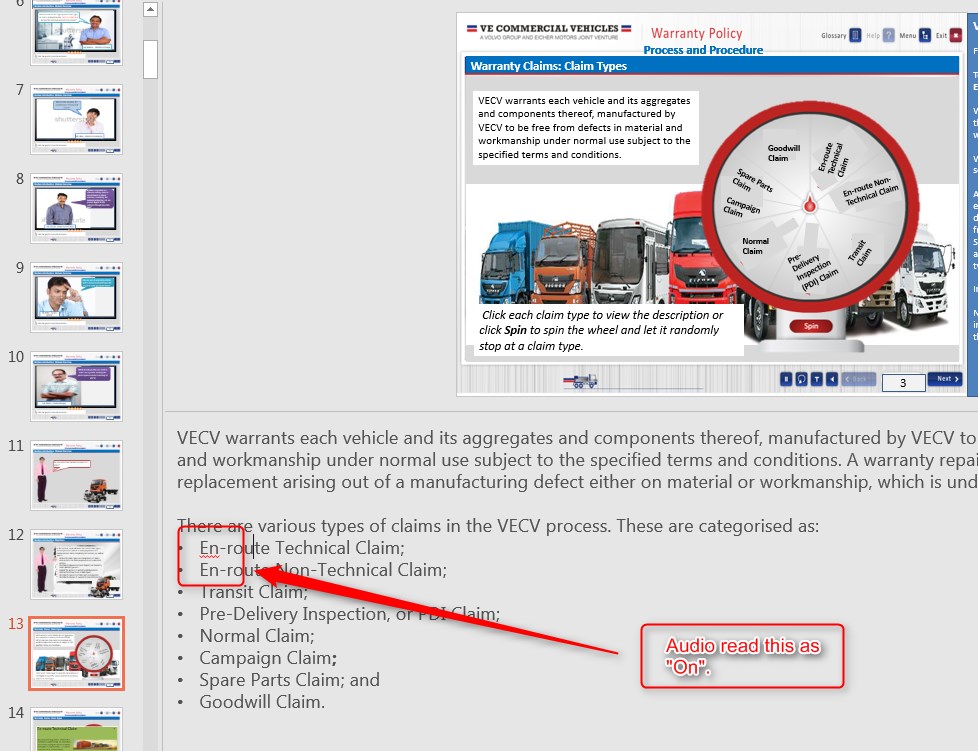 6
7
8
9
10
11
12
13
14
VE COMMERCIAL VEHICLES
A VOLVO GROUP AND EICHER MOTORS JOINT VENTURE
Warranty Policy
Process and Procedure
Glossary Help ? Menu Exit
Warranty Claims: Claim Types
VECV warrants each vehicle and its aggregates
and components thereof, manufactured by
VECV to be free from defects in material and
workmanship under normal use subject to the
specified terms and conditions.
Goodwill
Claim
En-route
Technical
Claim
En-route Non-
Technical Claim
Transit
Claim
Pre-
Delivery
Inspection
(PDI) Claim
Normal
Claim
Campaign
Claim
Spare Parts
Claim
Spin
Click each claim type to view the description or
click Spin to spin the wheel and let it randomly
stop at a claim type.
T
Back
3
Next
VECV warrants each vehicle and its aggregates and components thereof, manufactured by VECV to
and workmanship under normal use subject to the specified terms and conditions. A warranty repai
replacement arising out of a manufacturing defect either on material or workmanship, which is und
There are various types of claims in the VECV process. These are categorised as:
• En-route Technical Claim;
• En-route Non-Technical Claim;
• Transit Claim;
• Pre-Delivery Inspection, or PDI Claim;
• Normal Claim;
• Campaign Claim;
• Spare Parts Claim; and
• Goodwill Claim.
Audio read this as
"On".